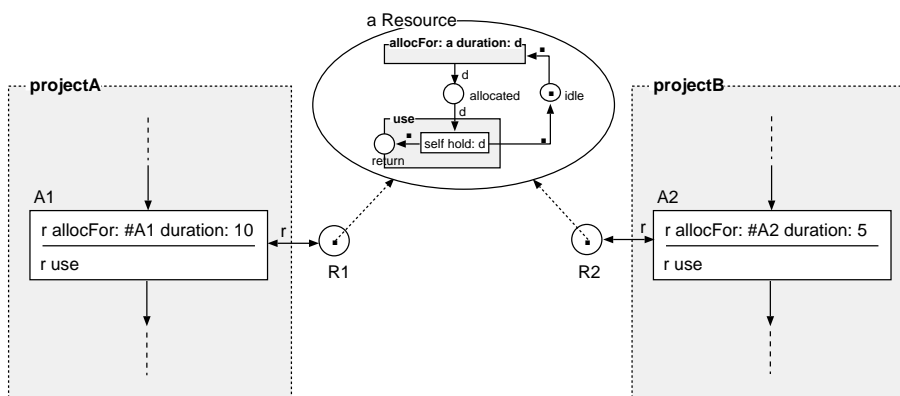 a Resource
allocFor: a duration: d
d
allocated
idle
d
use
self hold: d
return
projectA
projectB
A1
r allocFor: #A1 duration: 10
r use
r
R1
R2
r
A2
r allocFor: #A2 duration: 5
r use